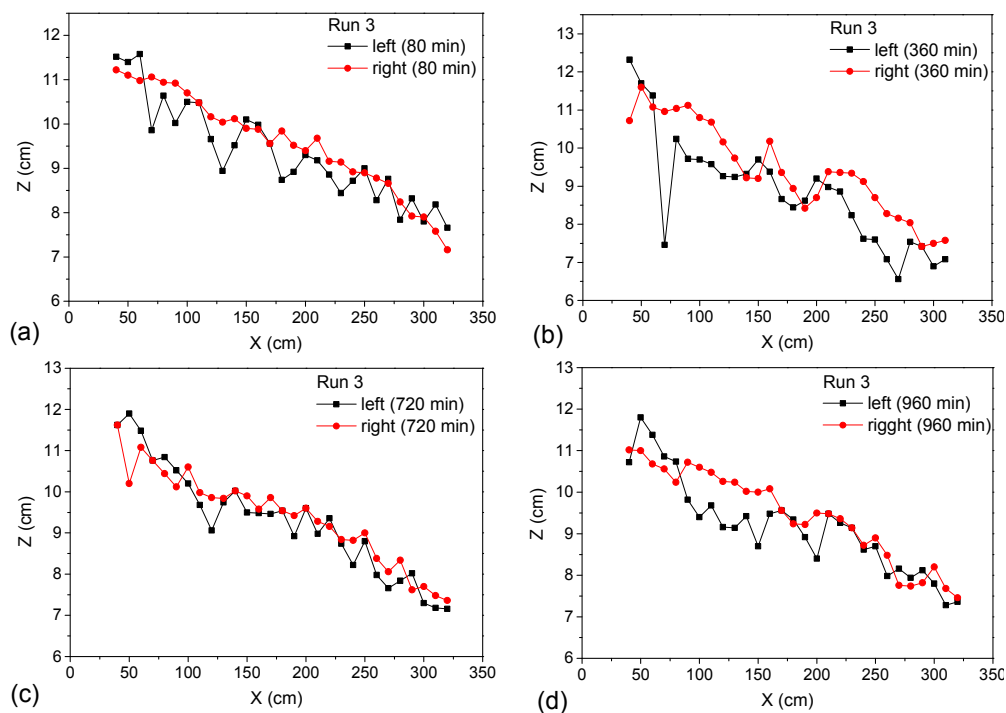 Run 3
left (80 min)
right (80 min)
12
11
10
9
8
7
6
Z (cm)
0 50 100 150 200 250 300 350
X (cm)
(a)
Run 3
left (360 min)
right (360 min)
13
12
11
10
9
8
7
6
Z (cm)
0 50 100 150 200 250 300 350
X (cm)
(b)
Run 3
left (720 min)
right (720 min)
13
12
11
10
9
8
7
6
Z (cm)
0 50 100 150 200 250 300 350
X (cm)
(c)
Run 3
left (960 min)
rigght (960 min)
13
12
11
10
9
8
7
6
Z (cm)
0 50 100 150 200 250 300 350
X (cm)
(d)